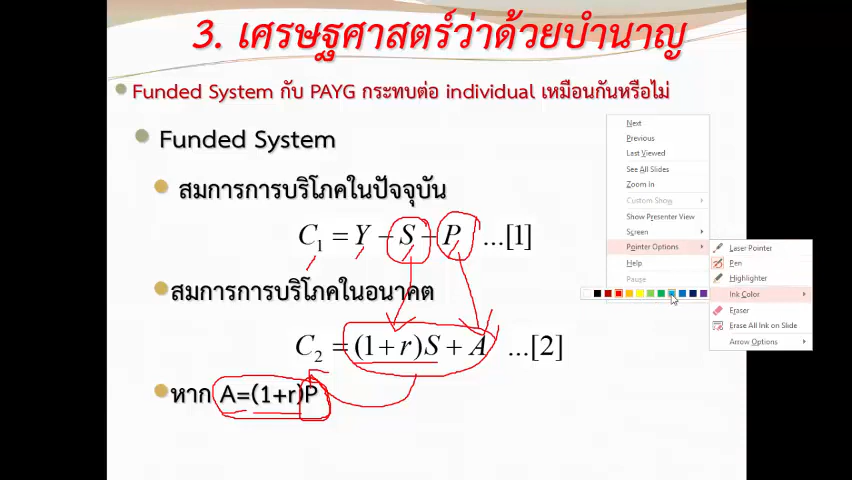 3. เศรษฐศาสตร์ว่าด้วยบำนาญ
Funded System กับ PAYG กระทบต่อ individual เหมือนกันหรือไม่
Funded System
สมการการบริโภคในปัจจุบัน
C₁ = Y − S − P ...[1]
สมการการบริโภคในอนาคต
C₂ = (1 + r)S + A ...[2]
หาก A=(1+r)P
Next
Previous
Last Viewed
See All Slides
Zoom In
Custom Show
Show Presenter View
Screen
Pointer Options
Help
Pause
Laser Pointer
Pen
Highlighter
Ink Color
Eraser
Erase All Ink on Slide
Arrow Options